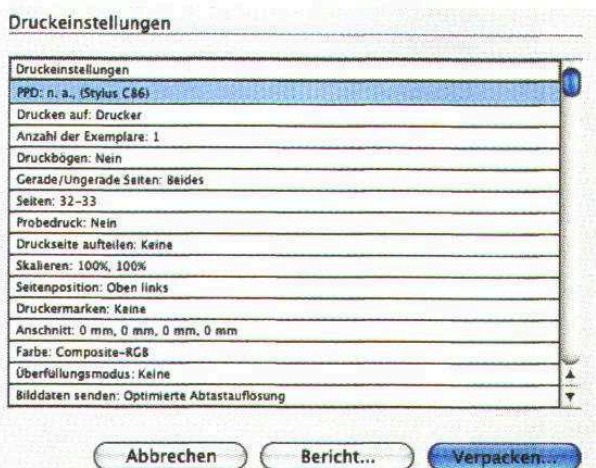 Druckeinstellungen
Druckeinstellungen
PPD: n. a., (Stylus C86)
Drucken auf: Drucker
Anzahl der Exemplare: 1
Druckbögen: Nein
Gerade/Ungerade Seiten: Beides
Seiten: 32-33
Probedruck: Nein
Druckseite aufteilen: Keine
Skalieren: 100%, 100%
Seitenposition: Oben links
Druckermarken: Keine
Anschnitt: 0 mm, 0 mm, 0 mm, 0 mm
Farbe: Composite-RGB
Überfüllungsmodus: Keine
Bilddaten senden: Optimierte Abtastauflösung
Abbrechen Bericht... Verpacken...